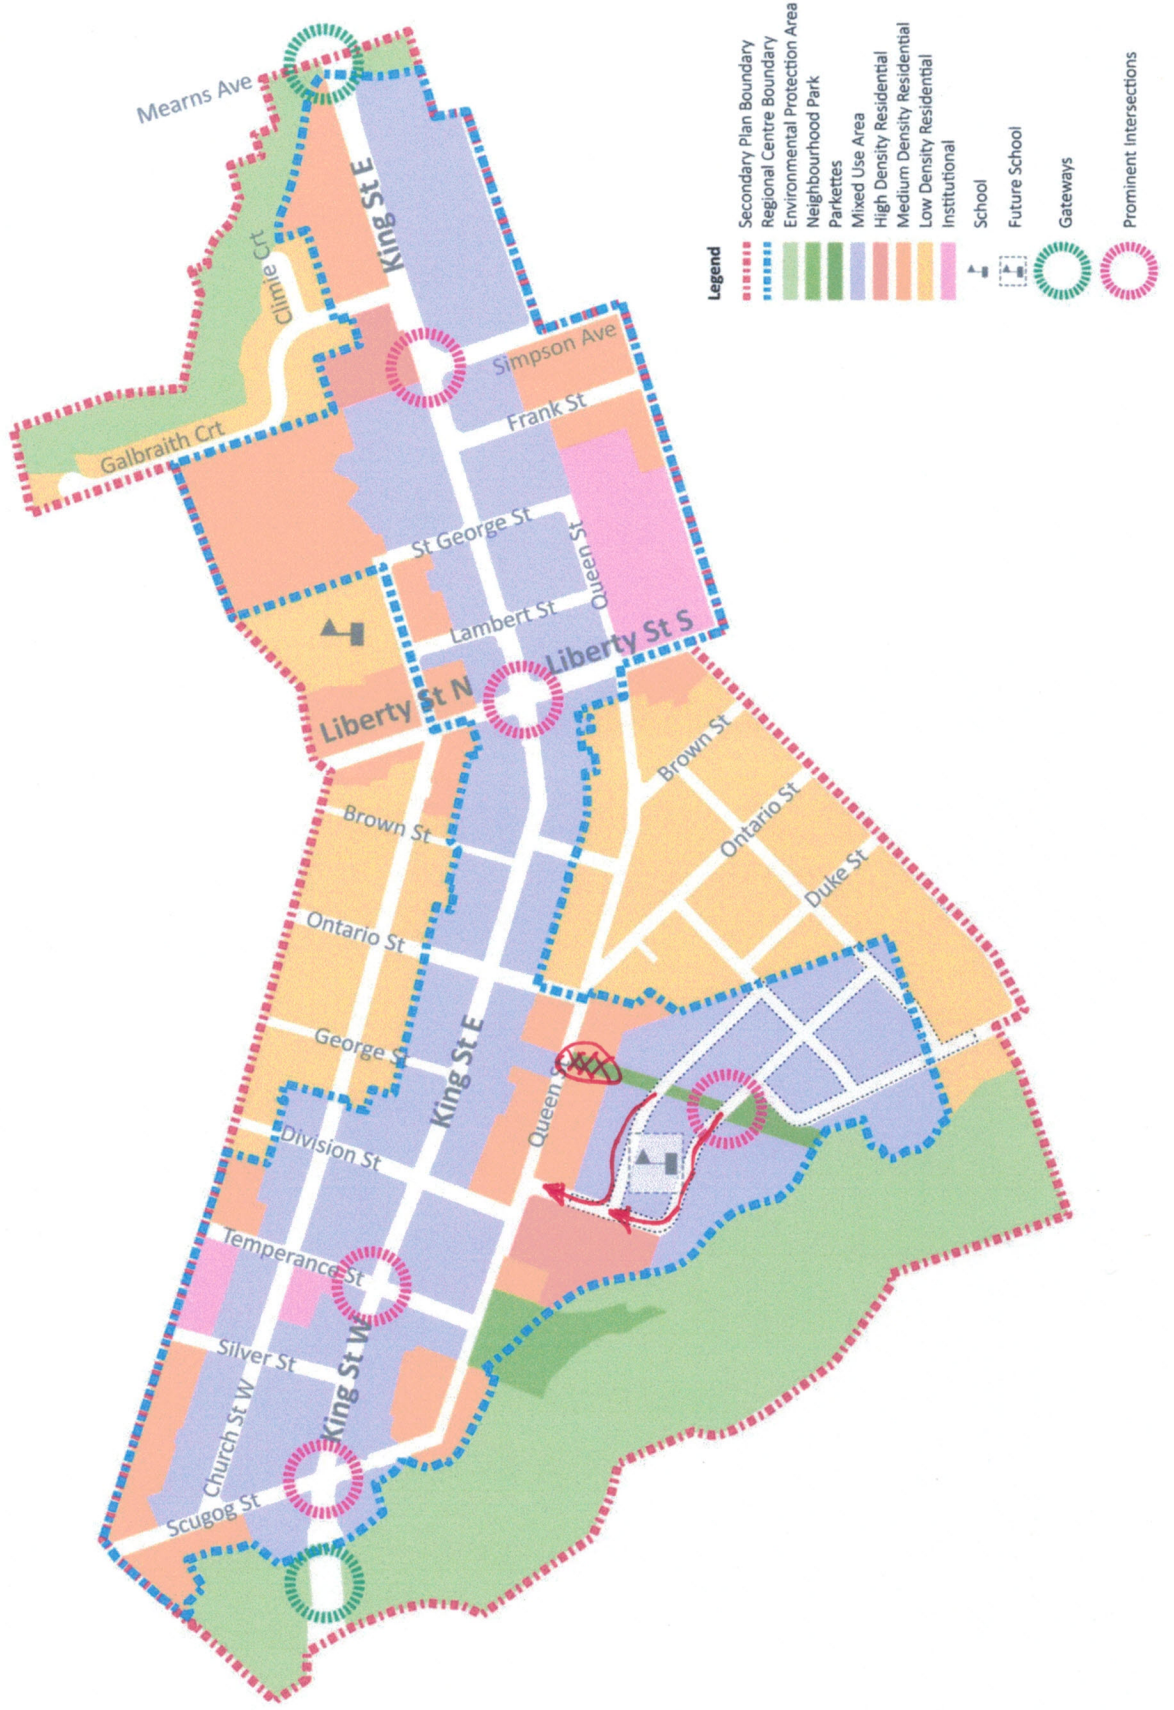 Mearns Ave
King St E
Clinnie Crt
Galbraith Crt
Simpson Ave
Frank St
St George St
Queen St
Lambert St
Liberty St S
Liberty St N
Brown St
Brown St
Ontario St
Duke St
Ontario St
George
King St E
Queen St
Division St
Temperance St
Silver St
King St W
Church St W
Scugog St
Legend
Secondary Plan Boundary
Regional Centre Boundary
Environmental Protection Area
Neighbourhood Park
Parkettes
Mixed Use Area
High Density Residential
Medium Density Residential
Low Density Residential
Institutional
School
Future School
Gateways
Prominent Intersections